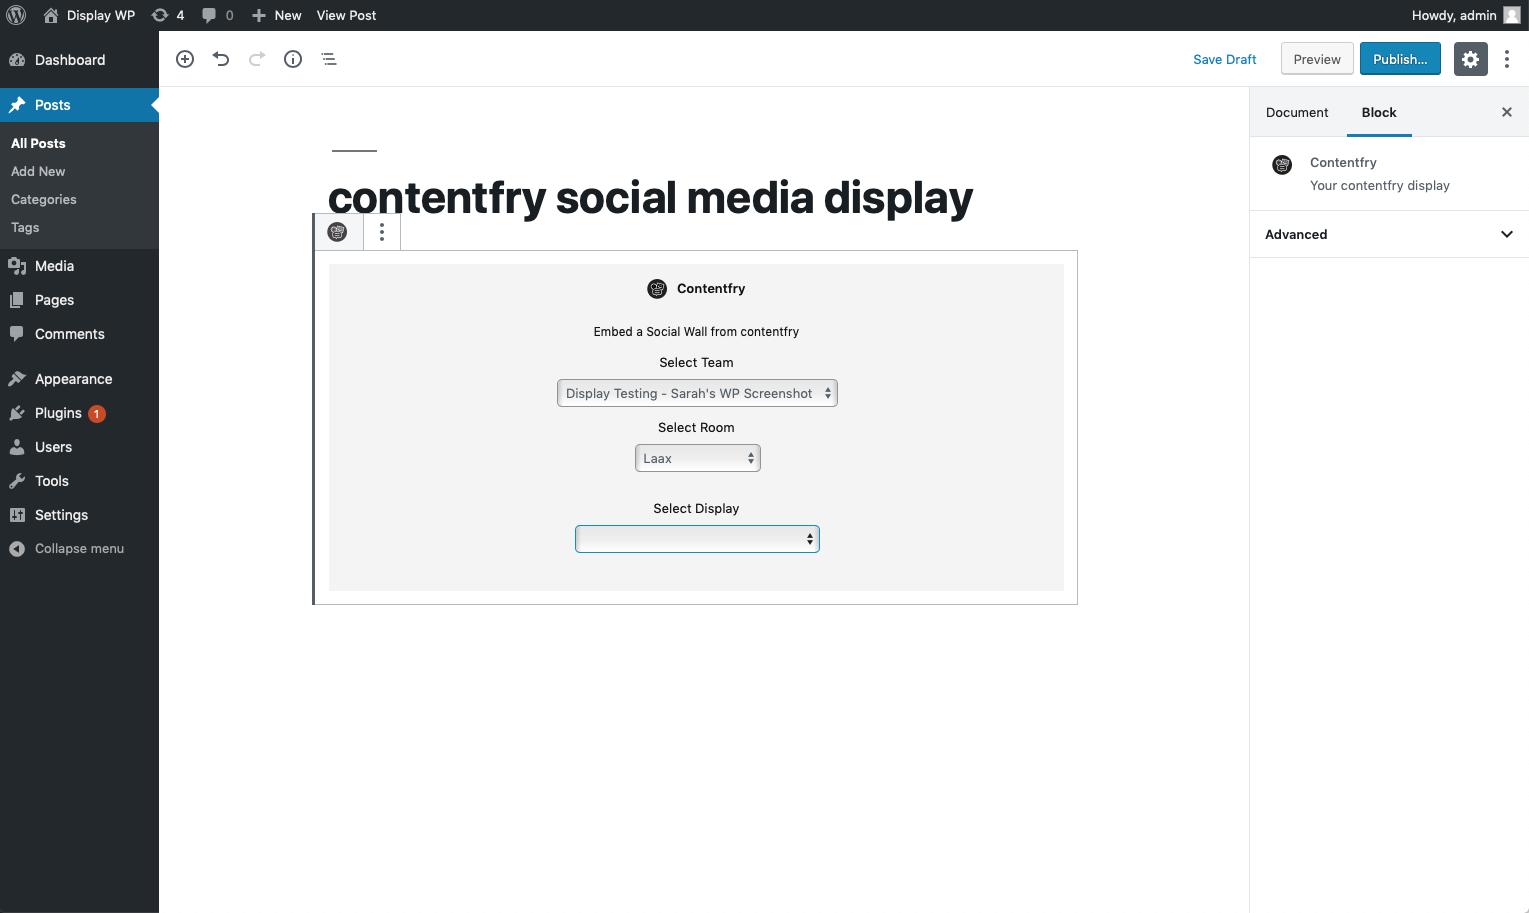 Display WP
4
0
New
View Post
Howdy, admin
Dashboard
Posts
All Posts
Add New
Categories
Tags
Media
Pages
Comments
Appearance
Plugins 1
Users
Tools
Settings
Collapse menu
Save Draft
Preview
Publish...
contentfry social media display
Contentfry
Embed a Social Wall from contentfry
Select Team
Display Testing - Sarah's WP Screenshot
Select Room
Laax
Select Display
Document
Block
Contentfry
Your contentfry display
Advanced